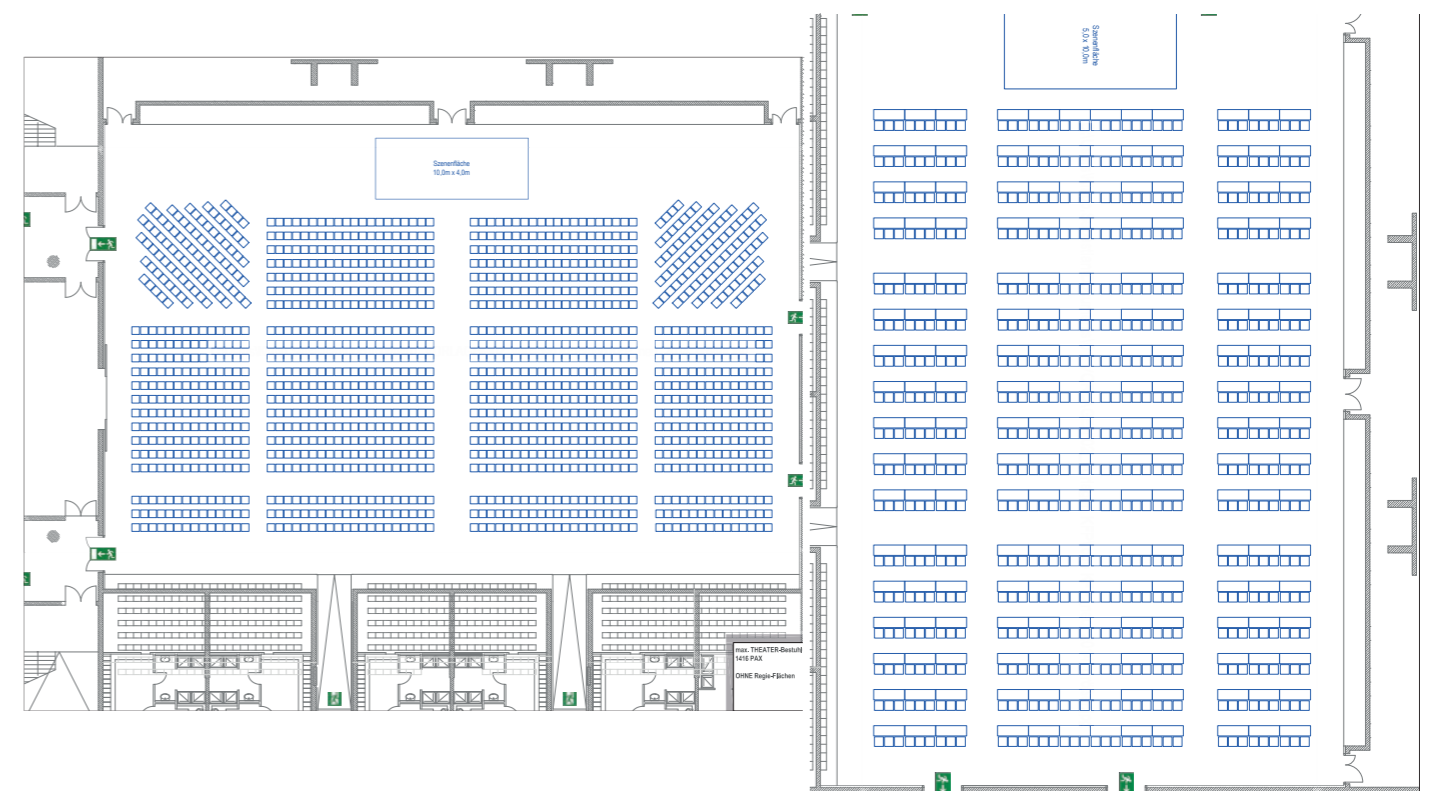 Szenenfläche
10,0m x 4,0m
max. THEATER-Bestuhl
1416 PAX
OHNE Regie-Flächen
Szenenfläche
5,0 x 10,0m